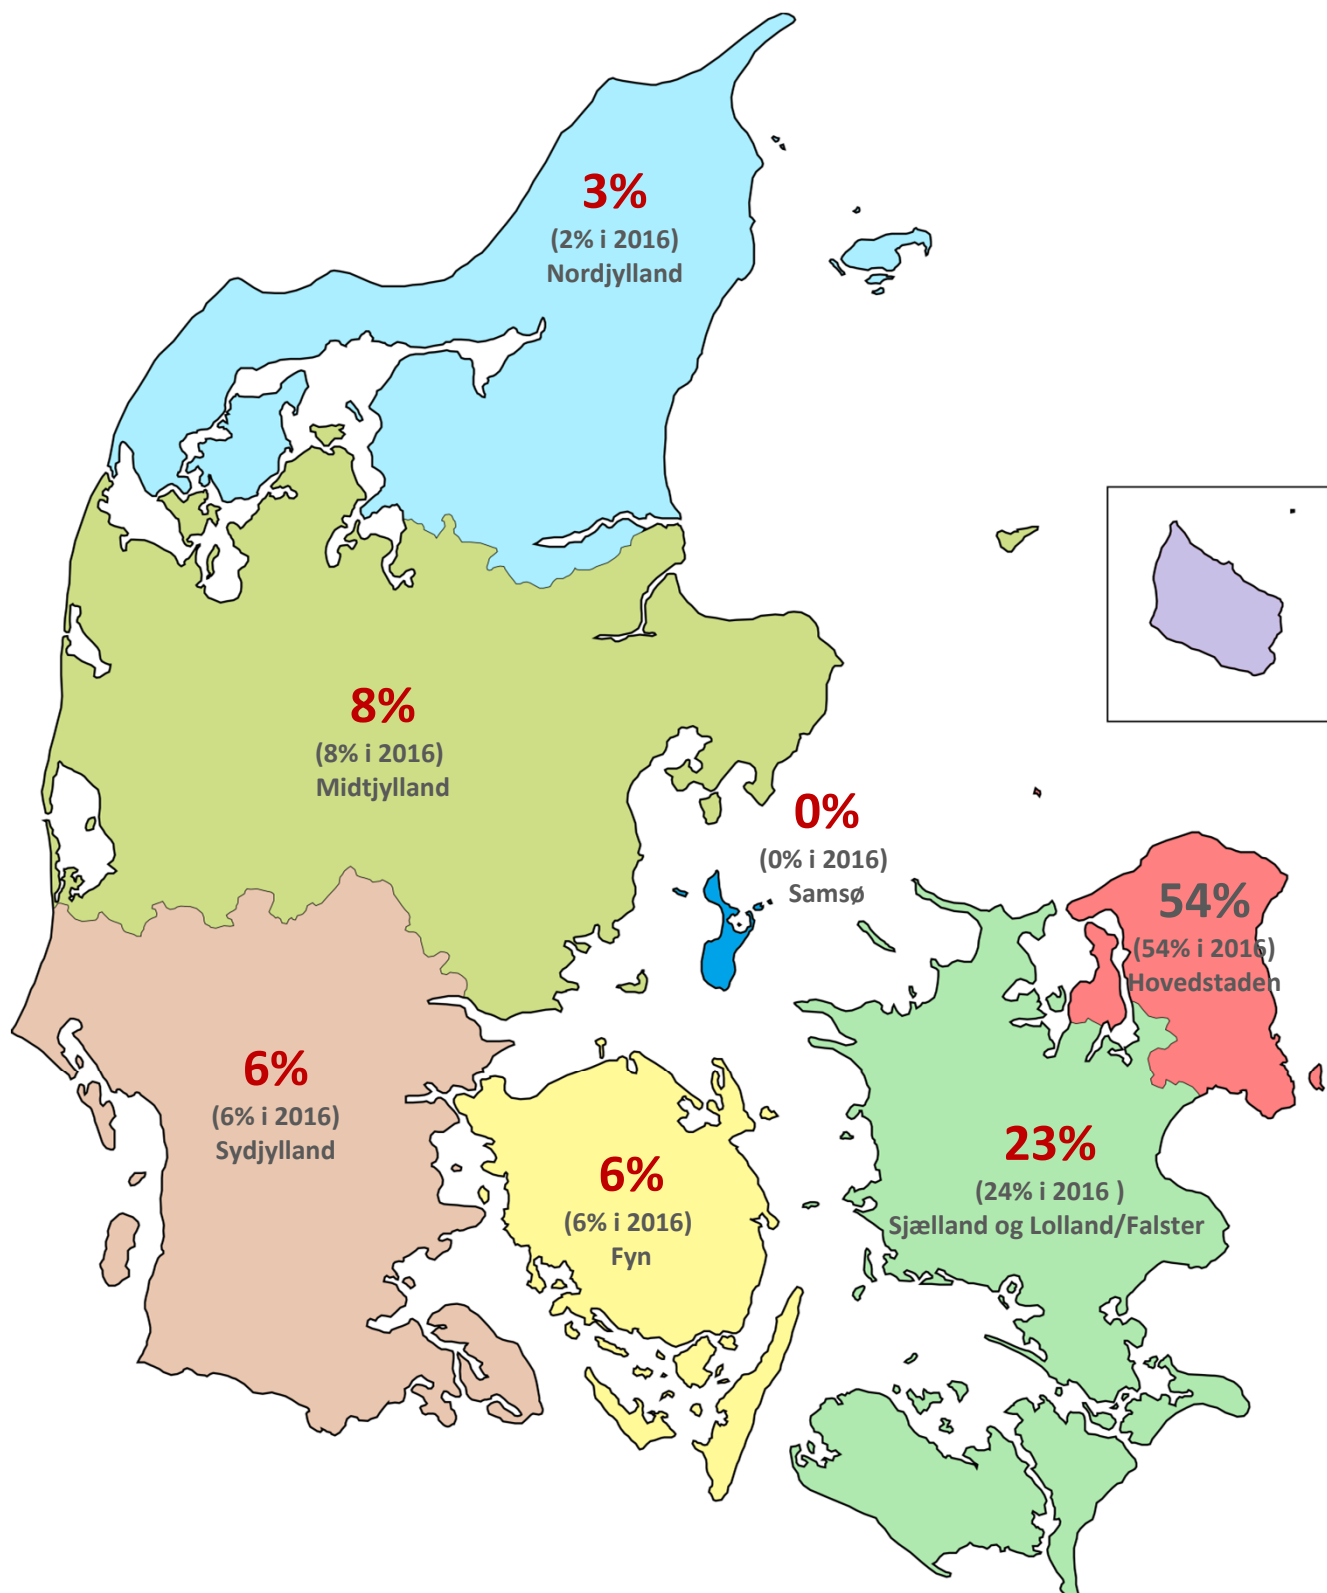 3%
(2% i 2016)
Nordjylland
8%
(8% i 2016)
Midtjylland
0%
(0% i 2016)
Samsø
54%
(54% i 2016)
Hovedstaden
6%
(6% i 2016)
Sydjylland
6%
(6% i 2016)
Fyn
23%
(24% i 2016 )
Sjælland og Lolland/Falster